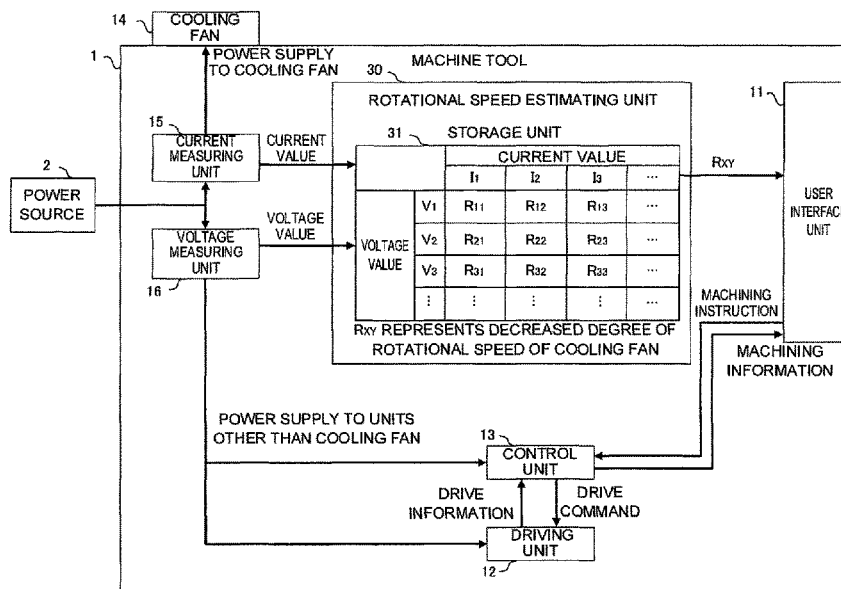 14
COOLING
FAN
1
POWER SUPPLY
TO COOLING FAN
MACHINE TOOL
30
ROTATIONAL SPEED ESTIMATING UNIT
11
15
CURRENT
MEASURING
UNIT
CURRENT
VALUE
31
STORAGE UNIT
CURRENT VALUE
I1 I2 I3 ...
RXY
2
POWER
SOURCE
VOLTAGE
VALUE
VOLTAGE
MEASURING
UNIT
16
VOLTAGE
VALUE
V1 R11 R12 R13 ...
V2 R21 R22 R23 ...
V3 R31 R32 R33 ...
⋮ ⋮ ⋮ ⋮ ...
USER
INTERFACE
UNIT
RXY REPRESENTS DECREASED DEGREE OF
ROTATIONAL SPEED OF COOLING FAN
MACHINING
INSTRUCTION
MACHINING
INFORMATION
POWER SUPPLY TO UNITS
OTHER THAN COOLING FAN
13
CONTROL
UNIT
DRIVE
INFORMATION
DRIVE
COMMAND
DRIVING
UNIT
12